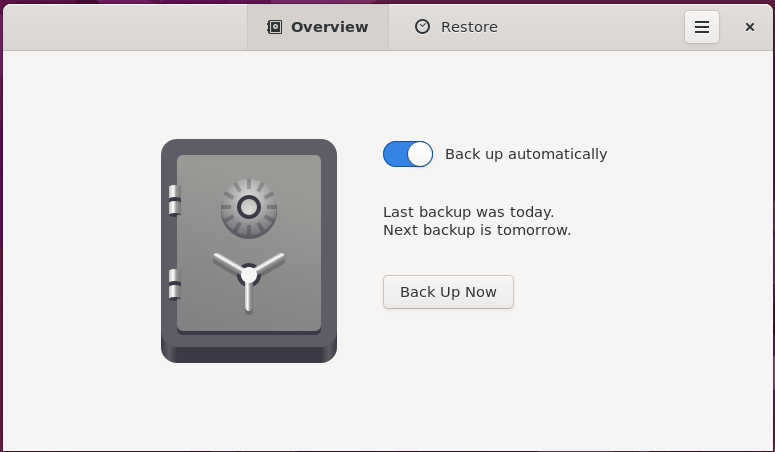 Overview
Restore
Back up automatically
Last backup was today.
Next backup is tomorrow.
Back Up Now